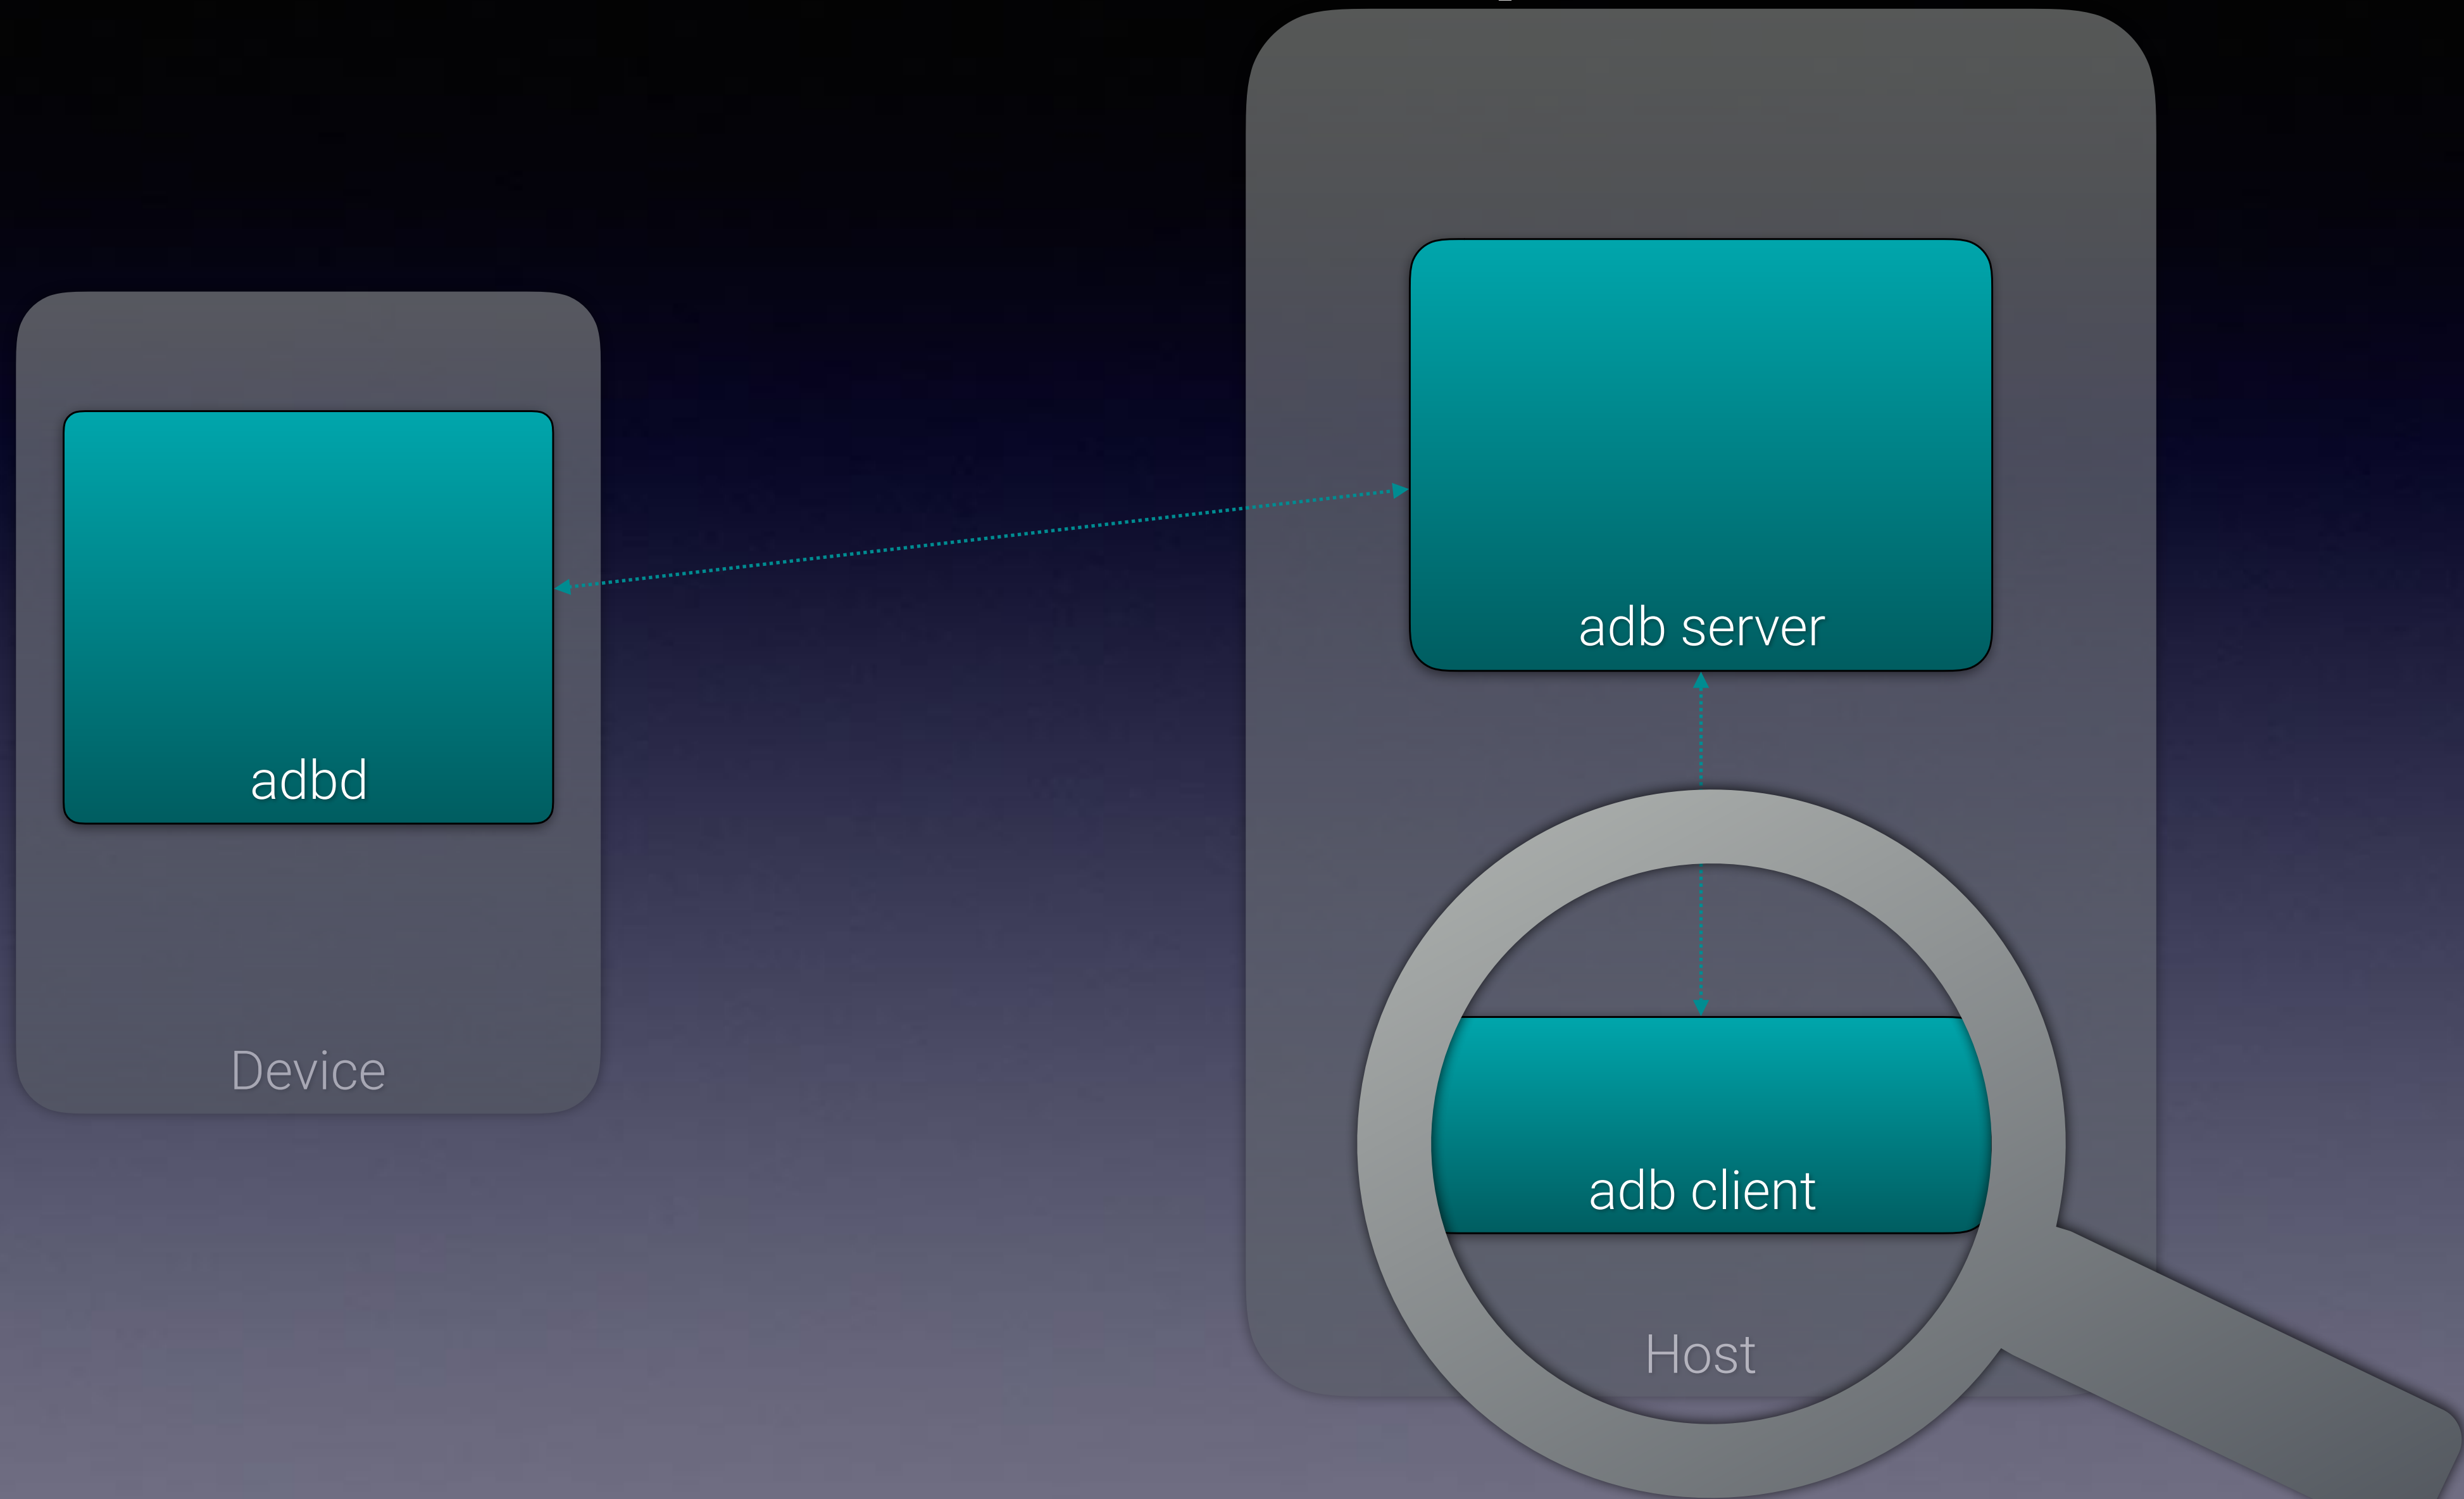 adb server
adbd
Device
adb client
Host